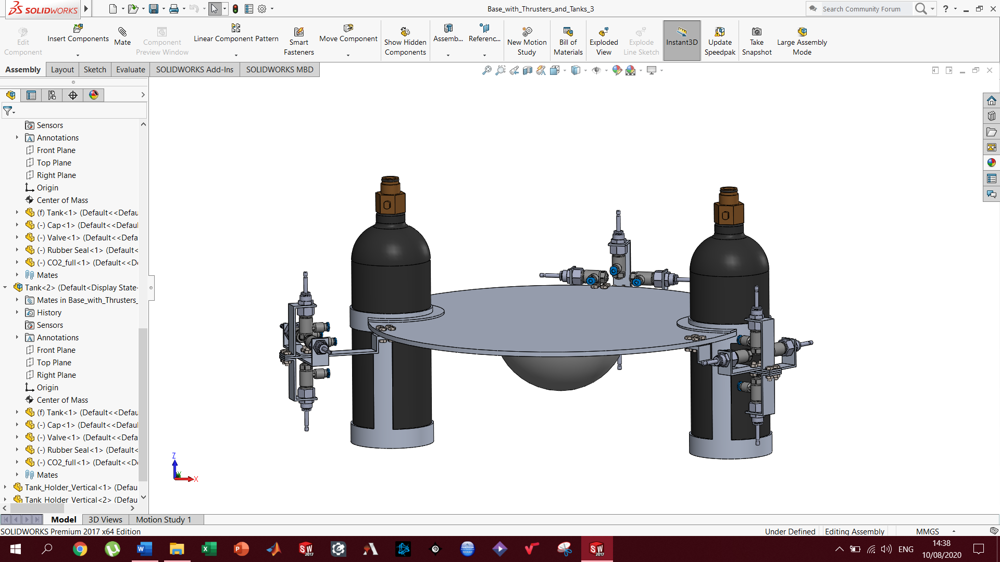 SOLIDWORKS
Base_with_Thrusters_and_Tanks_3
Search Community Forum
?
Edit Component
Insert Components
Mate
Component Preview Window
Linear Component Pattern
Smart Fasteners
Move Component
Show Hidden Components
Assemb...
Referenc...
New Motion Study
Bill of Materials
Exploded View
Explode Line Sketch
Instant3D
Update Speedpak
Take Snapshot
Large Assembly Mode
Assembly
Layout
Sketch
Evaluate
SOLIDWORKS Add-Ins
SOLIDWORKS MBD
Sensors
Annotations
Front Plane
Top Plane
Right Plane
Origin
Center of Mass
(f) Tank<1> (Default<<Defau
(-) Cap<1> (Default<<Defaul
(-) Valve<1> (Default<<Defa
(-) Rubber Seal<1> (Default<
(-) CO2_full<1> (Default<<D
Mates
Tank<2> (Default<Display State-
Mates in Base_with_Thrusters_
History
Sensors
Annotations
Front Plane
Top Plane
Right Plane
Origin
Center of Mass
(f) Tank<1> (Default<<Defau
(-) Cap<1> (Default<<Defaul
(-) Valve<1> (Default<<Defa
(-) Rubber Seal<1> (Default<
(-) CO2_full<1> (Default<<D
Mates
Tank_Holder_Vertical<1> (Defau
Tank_Holder_Vertical<2> (Defau
Z
X
Model
3D Views
Motion Study 1
SOLIDWORKS Premium 2017 x64 Edition
Under Defined
Editing Assembly
MMGS
SW 2017
SW 2017
ENG
14:38
10/08/2020